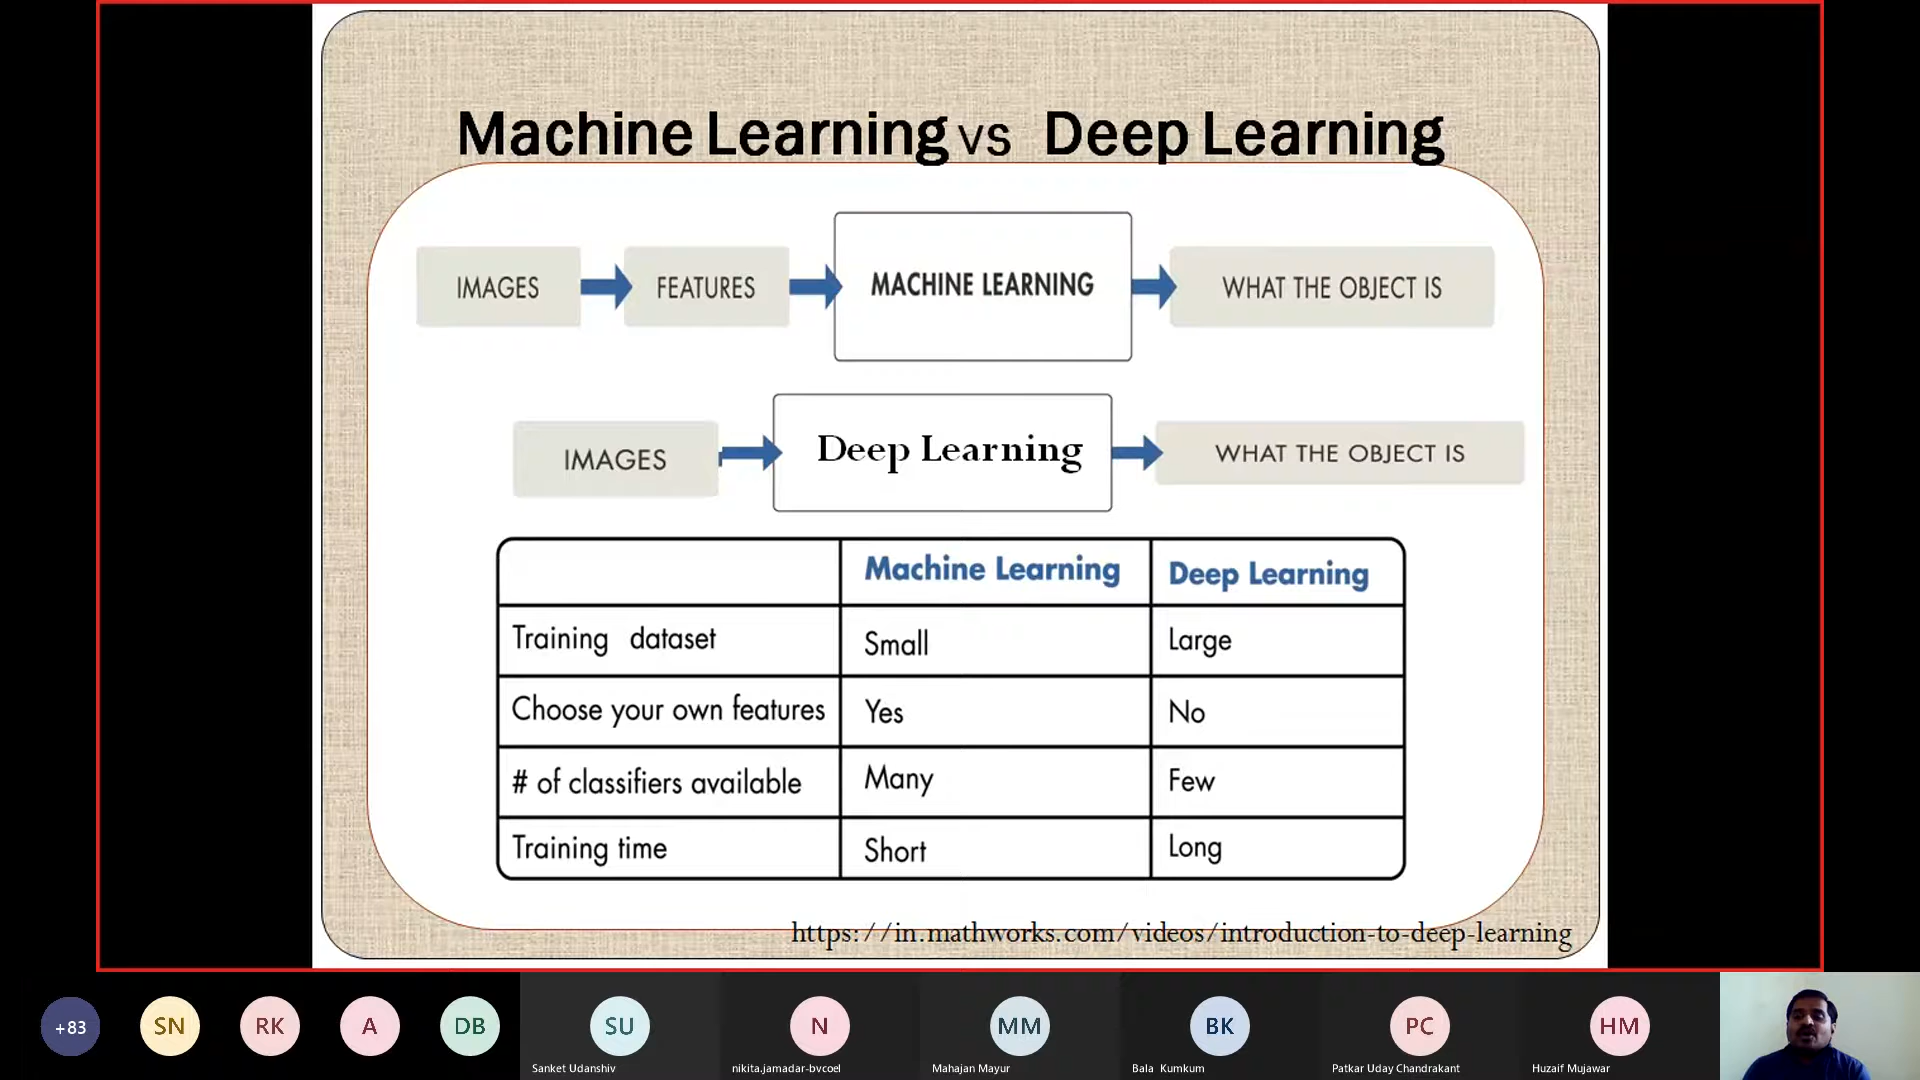 Machine Learning vs Deep Learning
IMAGES FEATURES MACHINE LEARNING WHAT THE OBJECT IS
IMAGES Deep Learning WHAT THE OBJECT IS
Machine Learning Deep Learning
Training dataset Small Large
Choose your own features Yes No
# of classifiers available Many Few
Training time Short Long
https://in.mathworks.com/videos/introduction-to-deep-learning
+83 SN RK A DB SU N MM BK PC HM
Sanket Udanshiv nikita.jamadar-bvcoel Mahajan Mayur Bala Kumkum Patkar Uday Chandrakant Huzaif Mujawar